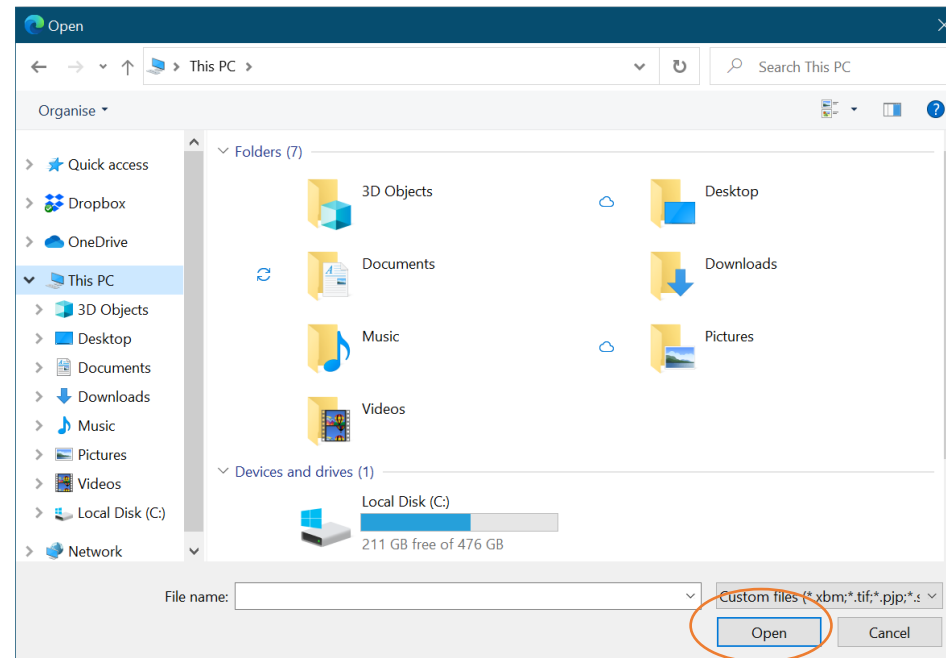 Open
This PC
Search This PC
Organise
?
Quick access
Dropbox
OneDrive
This PC
3D Objects
Desktop
Documents
Downloads
Music
Pictures
Videos
Local Disk (C:)
Network
Folders (7)
3D Objects
Desktop
Documents
Downloads
Music
Pictures
Videos
Devices and drives (1)
Local Disk (C:)
211 GB free of 476 GB
File name:
Custom files (*.xbm;*.tif;*.pjp;*.s
Open
Cancel